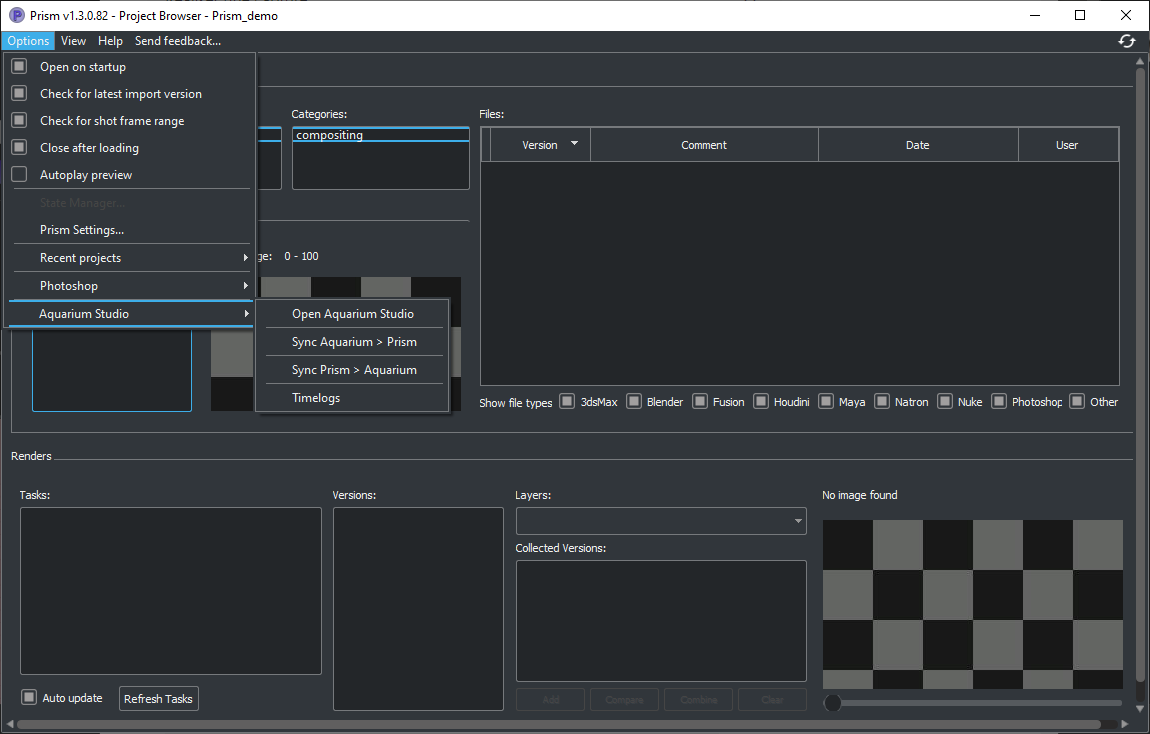 Prism v1.3.0.82 - Project Browser - Prism_demo
Options View Help Send feedback...
Open on startup
Check for latest import version
Check for shot frame range
Close after loading
Autoplay preview
State Manager...
Prism Settings...
Recent projects
Photoshop
Aquarium Studio
Open Aquarium Studio
Sync Aquarium > Prism
Sync Prism > Aquarium
Timelogs
Categories:
compositing
ge: 0 - 100
Files:
Version Comment Date User
Show file types 3dsMax Blender Fusion Houdini Maya Natron Nuke Photoshop Other
Renders
Tasks:
Auto update Refresh Tasks
Versions:
Layers:
Collected Versions:
Add Compare Combine Clear
No image found